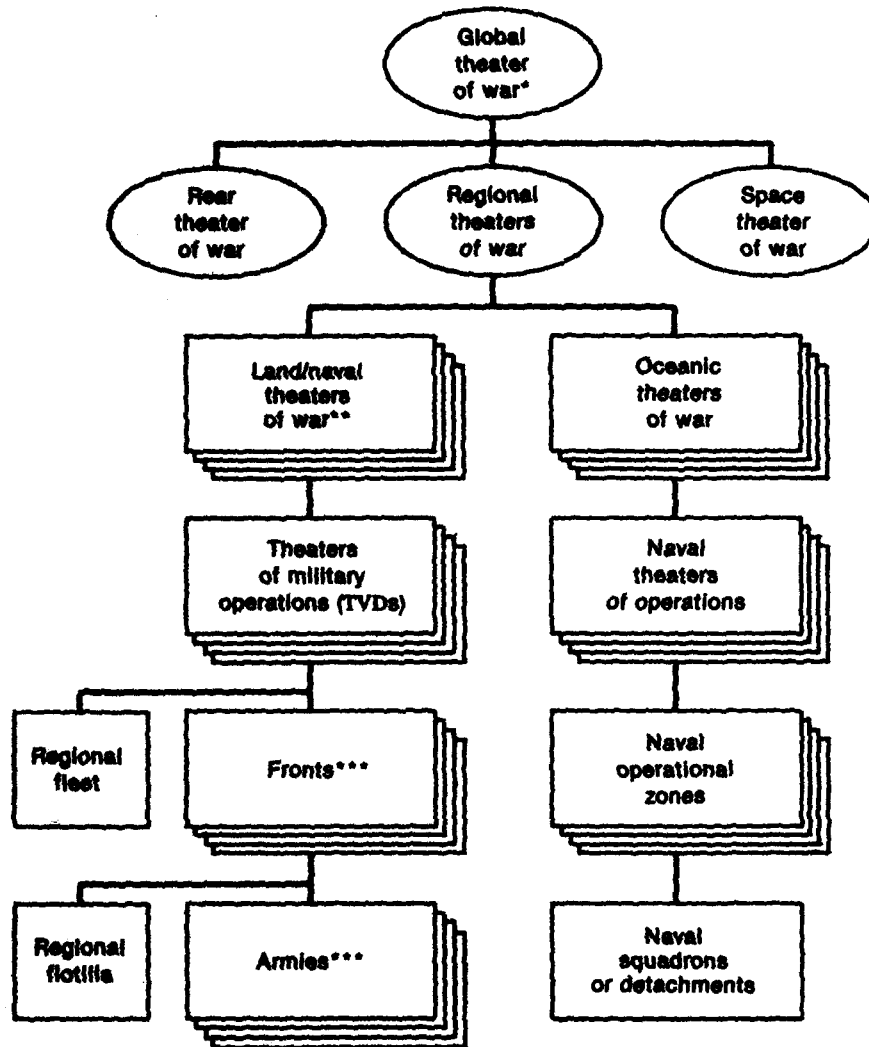 Global
theater
of war*
Rear
theater
of war
Regional
theaters
of war
Space
theater
of war
Land/naval
theaters
of war**
Oceanic
theaters
of war
Theaters
of military
operations (TVDs)
Naval
theaters
of operations
Regional
fleet
Fronts***
Naval
operational
zones
Regional
flotilla
Armies***
Naval
squadrons
or detachments